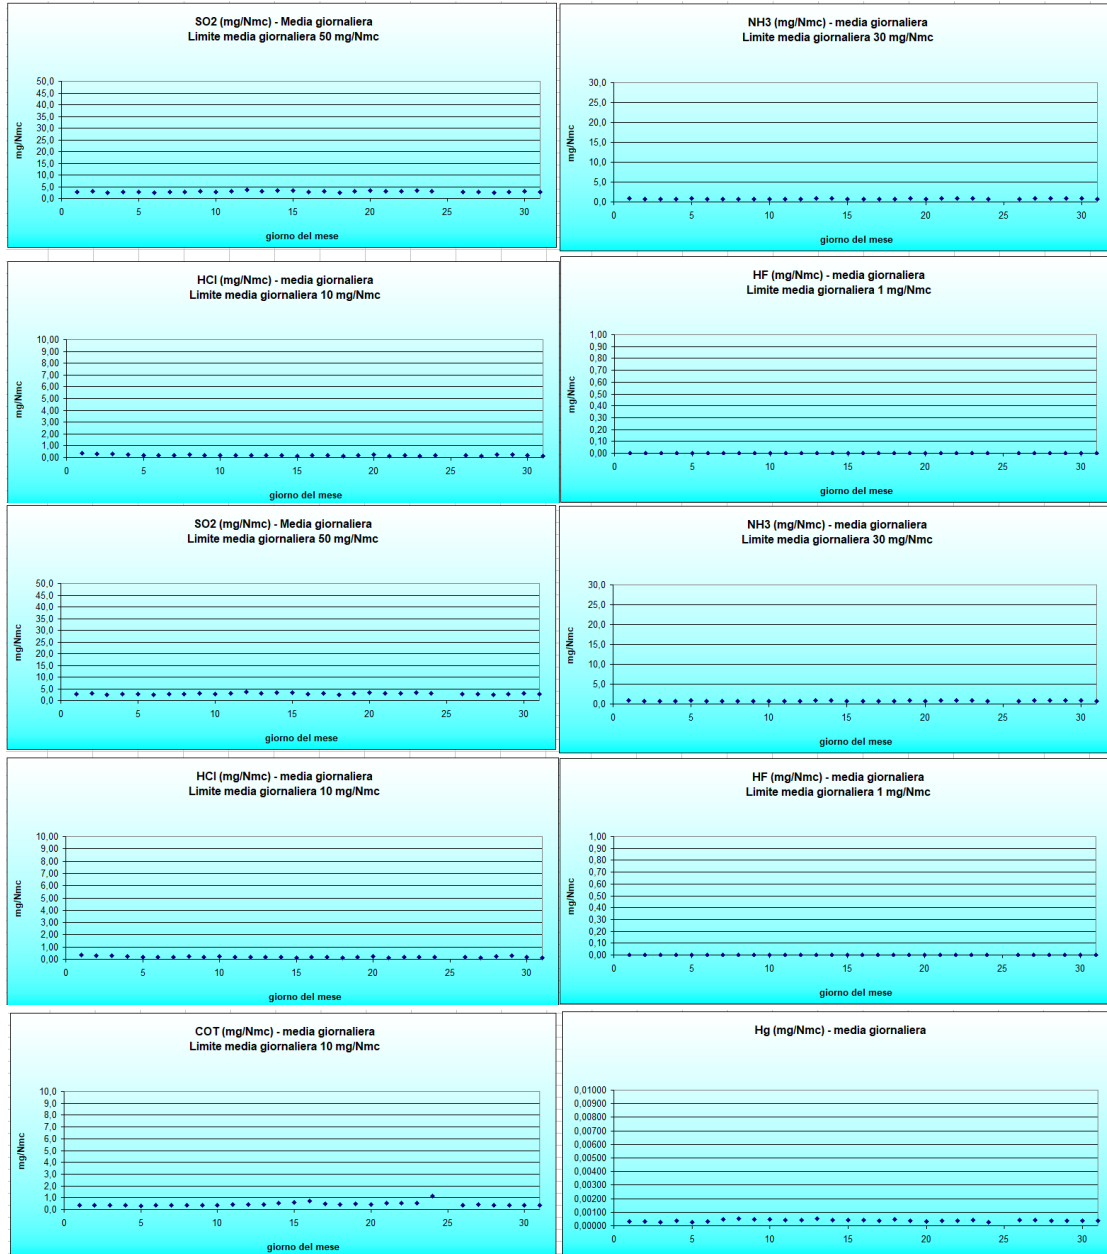 SO2 (mg/Nmc) - Media giornaliera
Limite media giornaliera 50 mg/Nmc
mg/Nmc
50,0
45,0
40,0
35,0
30,0
25,0
20,0
15,0
10,0
5,0
0,0
0 5 10 15 20 25 30
giorno del mese
NH3 (mg/Nmc) - media giornaliera
Limite media giornaliera 30 mg/Nmc
mg/Nmc
30,0
25,0
20,0
15,0
10,0
5,0
0,0
0 5 10 15 20 25 30
giorno del mese
HCl (mg/Nmc) - media giornaliera
Limite media giornaliera 10 mg/Nmc
mg/Nmc
10,00
9,00
8,00
7,00
6,00
5,00
4,00
3,00
2,00
1,00
0,00
0 5 10 15 20 25 30
giorno del mese
HF (mg/Nmc) - media giornaliera
Limite media giornaliera 1 mg/Nmc
mg/Nmc
1,00
0,90
0,80
0,70
0,60
0,50
0,40
0,30
0,20
0,10
0,00
0 5 10 15 20 25 30
giorno del mese
SO2 (mg/Nmc) - Media giornaliera
Limite media giornaliera 50 mg/Nmc
mg/Nmc
50,0
45,0
40,0
35,0
30,0
25,0
20,0
15,0
10,0
5,0
0,0
0 5 10 15 20 25 30
giorno del mese
NH3 (mg/Nmc) - media giornaliera
Limite media giornaliera 30 mg/Nmc
mg/Nmc
30,0
25,0
20,0
15,0
10,0
5,0
0,0
0 5 10 15 20 25 30
giorno del mese
HCl (mg/Nmc) - media giornaliera
Limite media giornaliera 10 mg/Nmc
mg/Nmc
10,00
9,00
8,00
7,00
6,00
5,00
4,00
3,00
2,00
1,00
0,00
0 5 10 15 20 25 30
giorno del mese
HF (mg/Nmc) - media giornaliera
Limite media giornaliera 1 mg/Nmc
mg/Nmc
1,00
0,90
0,80
0,70
0,60
0,50
0,40
0,30
0,20
0,10
0,00
0 5 10 15 20 25 30
giorno del mese
COT (mg/Nmc) - media giornaliera
Limite media giornaliera 10 mg/Nmc
mg/Nmc
10,0
9,0
8,0
7,0
6,0
5,0
4,0
3,0
2,0
1,0
0,0
0 5 10 15 20 25 30
giorno del mese
Hg (mg/Nmc) - media giornaliera
mg/Nmc
0,01000
0,00900
0,00800
0,00700
0,00600
0,00500
0,00400
0,00300
0,00200
0,00100
0,00000
0 5 10 15 20 25 30
giorno del mese